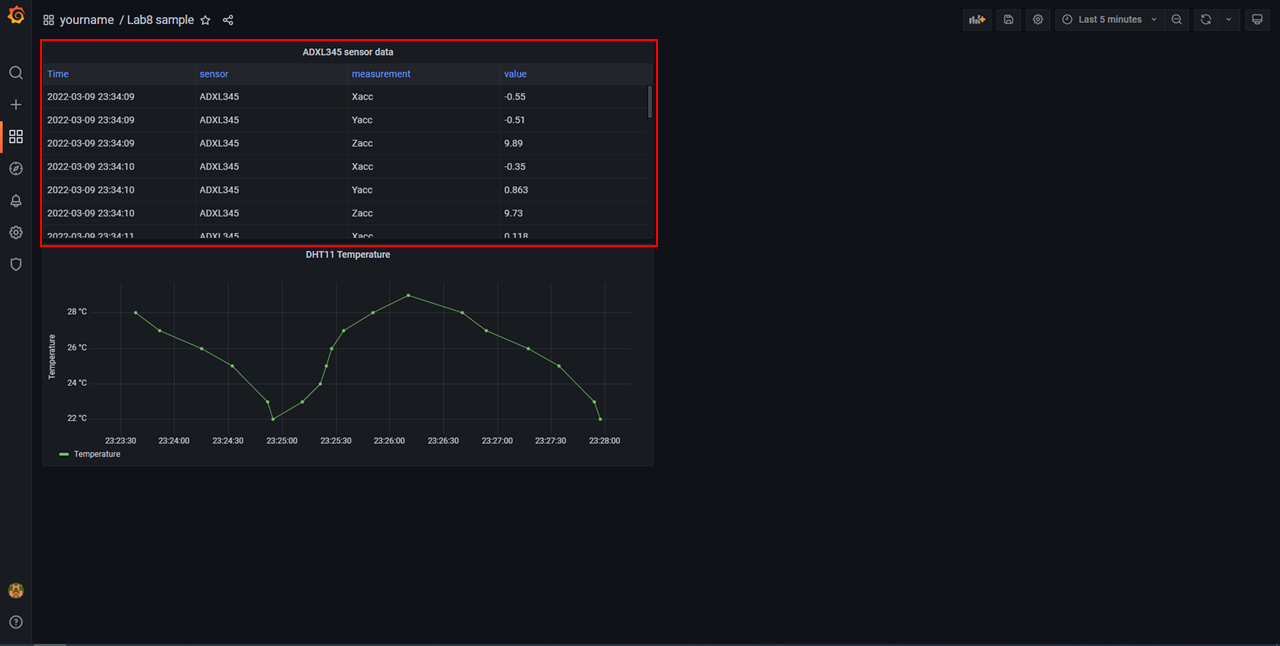 yourname / Lab8 sample
Last 5 minutes
ADXL345 sensor data
Time sensor measurement value
2022-03-09 23:34:09 ADXL345 Xacc -0.55
2022-03-09 23:34:09 ADXL345 Yacc -0.51
2022-03-09 23:34:09 ADXL345 Zacc 9.89
2022-03-09 23:34:10 ADXL345 Xacc -0.35
2022-03-09 23:34:10 ADXL345 Yacc 0.863
2022-03-09 23:34:10 ADXL345 Zacc 9.73
2022-03-09 23:34:11 ADXL345 Xacc 0.118
DHT11 Temperature
Temperature
28 °C
26 °C
24 °C
22 °C
23:23:30 23:24:00 23:24:30 23:25:00 23:25:30 23:26:00 23:26:30 23:27:00 23:27:30 23:28:00
Temperature